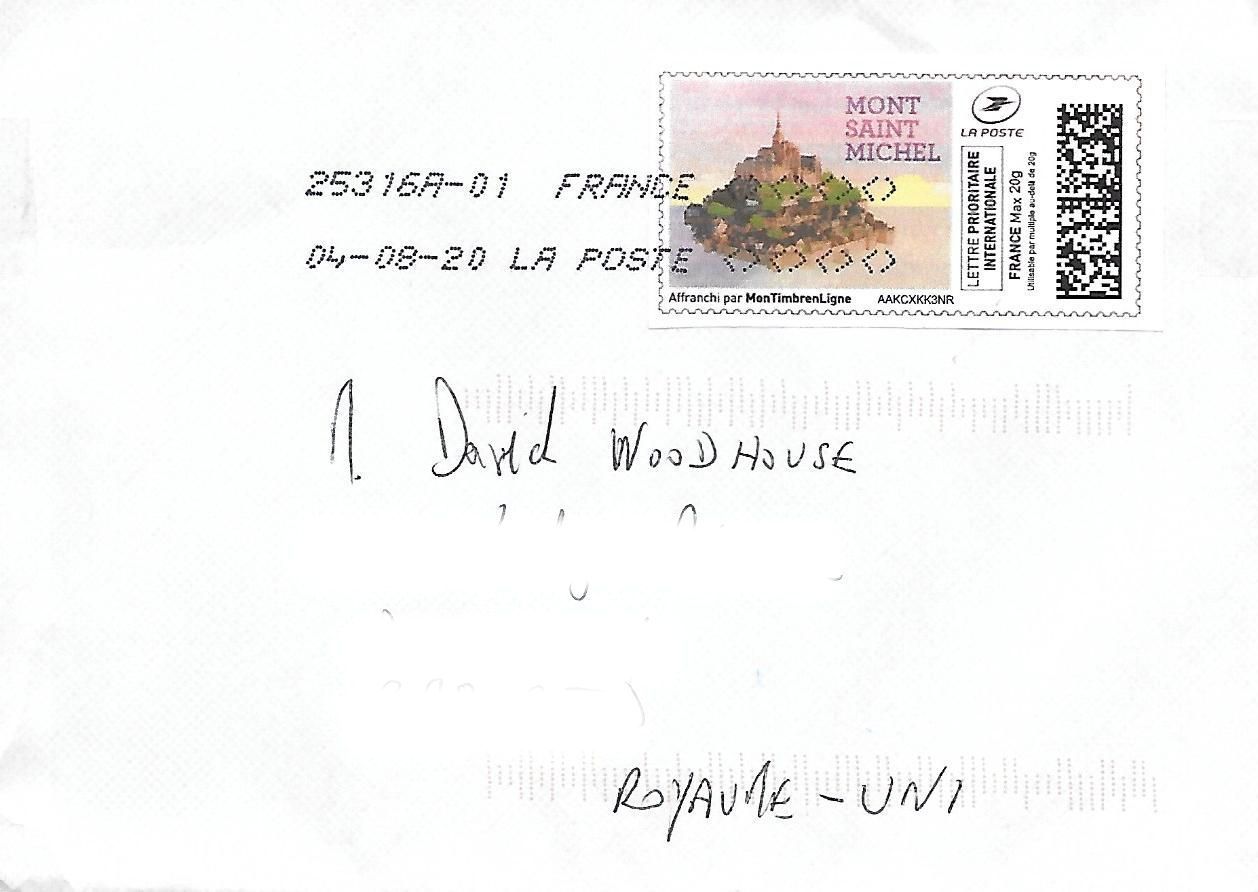 MONT
SAINT
MICHEL
LA POSTE
LETTRE PRIORITAIRE
INTERNATIONALE
FRANCE Max 20g
Utilisable par multiple au-delà de 20g
Affranchi par MonTimbrenLigne AAKCXKK3NR
25316A-01 FRANCE
04-08-20 LA POSTE
M. David WOODHOUSE
ROYAUME-UNI